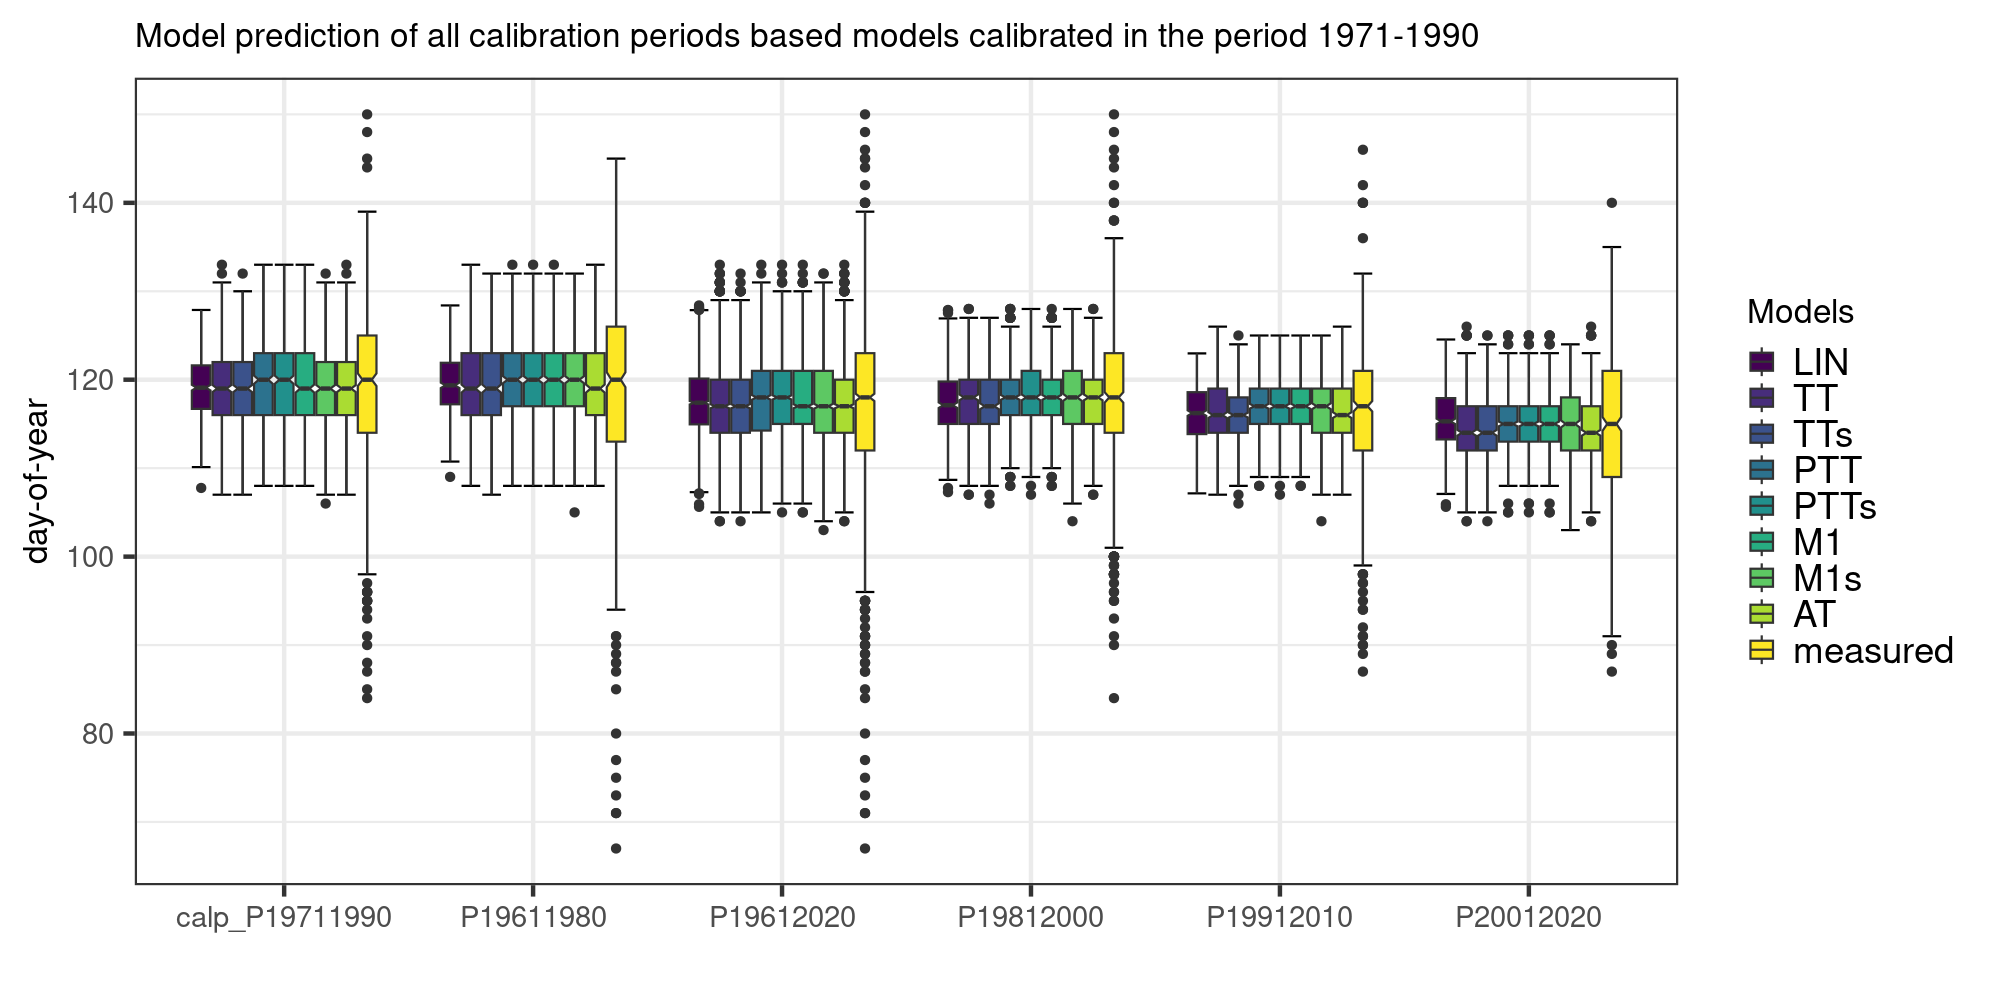 Model prediction of all calibration periods based models calibrated in the period 1971-1990
day-of-year
140
120
100
80
calp_P19711990 P19611980 P19612020 P19812000 P19912010 P20012020
Models
LIN
TT
TTs
PTT
PTTs
M1
M1s
AT
measured